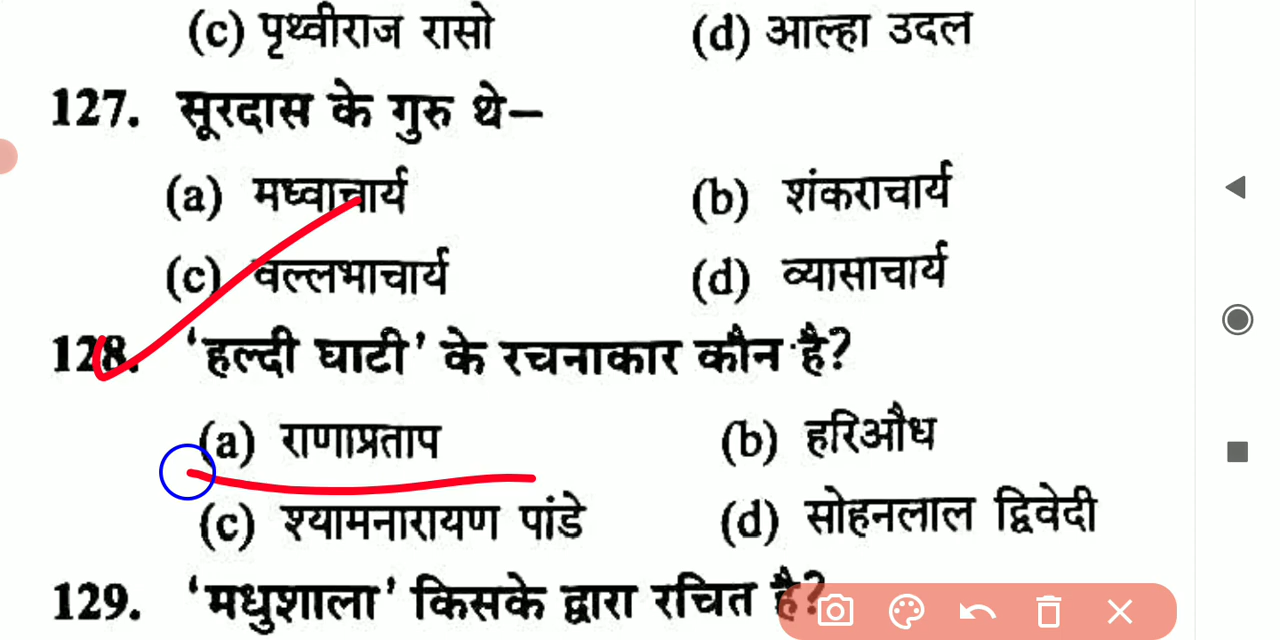 (c) पृथ्वीराज रासो (d) आल्हा उदल
127. सूरदास के गुरु थे–
(a) मध्वाचार्य (b) शंकराचार्य
(c) वल्लभाचार्य (d) व्यासाचार्य
128. 'हल्दी घाटी' के रचनाकार कौन है?
(a) राणाप्रताप (b) हरिऔध
(c) श्यामनारायण पांडे (d) सोहनलाल द्विवेदी
129. 'मधुशाला' किसके द्वारा रचित है?